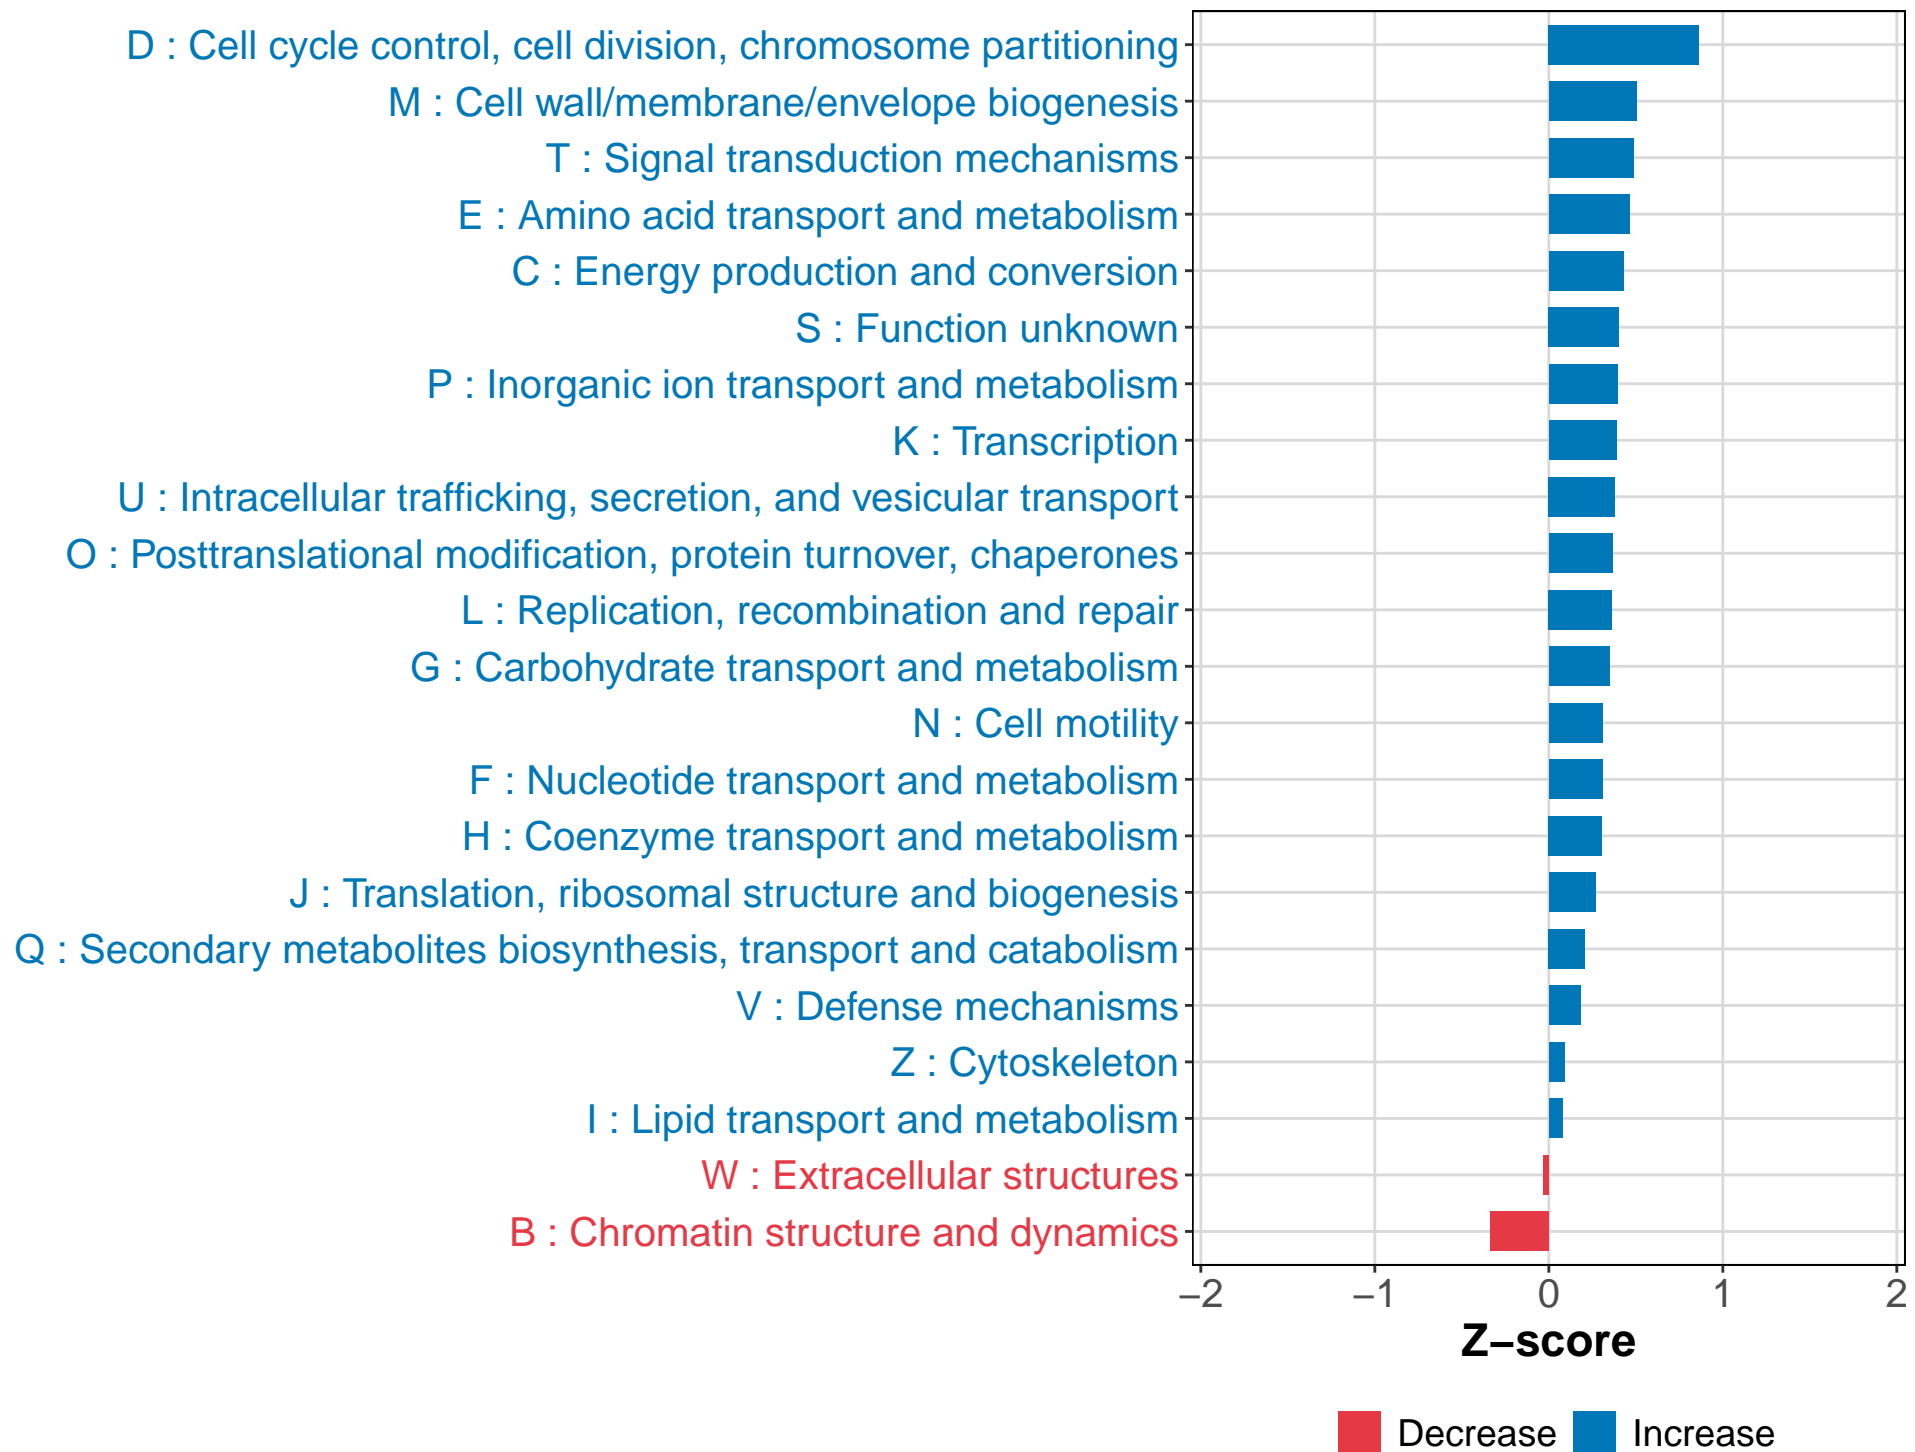 D : Cell cycle control, cell division, chromosome partitioning
M : Cell wall/membrane/envelope biogenesis
T : Signal transduction mechanisms
E : Amino acid transport and metabolism
C : Energy production and conversion
S : Function unknown
P : Inorganic ion transport and metabolism
K : Transcription
U : Intracellular trafficking, secretion, and vesicular transport
O : Posttranslational modification, protein turnover, chaperones
L : Replication, recombination and repair
G : Carbohydrate transport and metabolism
N : Cell motility
F : Nucleotide transport and metabolism
H : Coenzyme transport and metabolism
J : Translation, ribosomal structure and biogenesis
Q : Secondary metabolites biosynthesis, transport and catabolism
V : Defense mechanisms
Z : Cytoskeleton
I : Lipid transport and metabolism
W : Extracellular structures
B : Chromatin structure and dynamics
−2 −1 0 1 2
Z−score
Decrease Increase